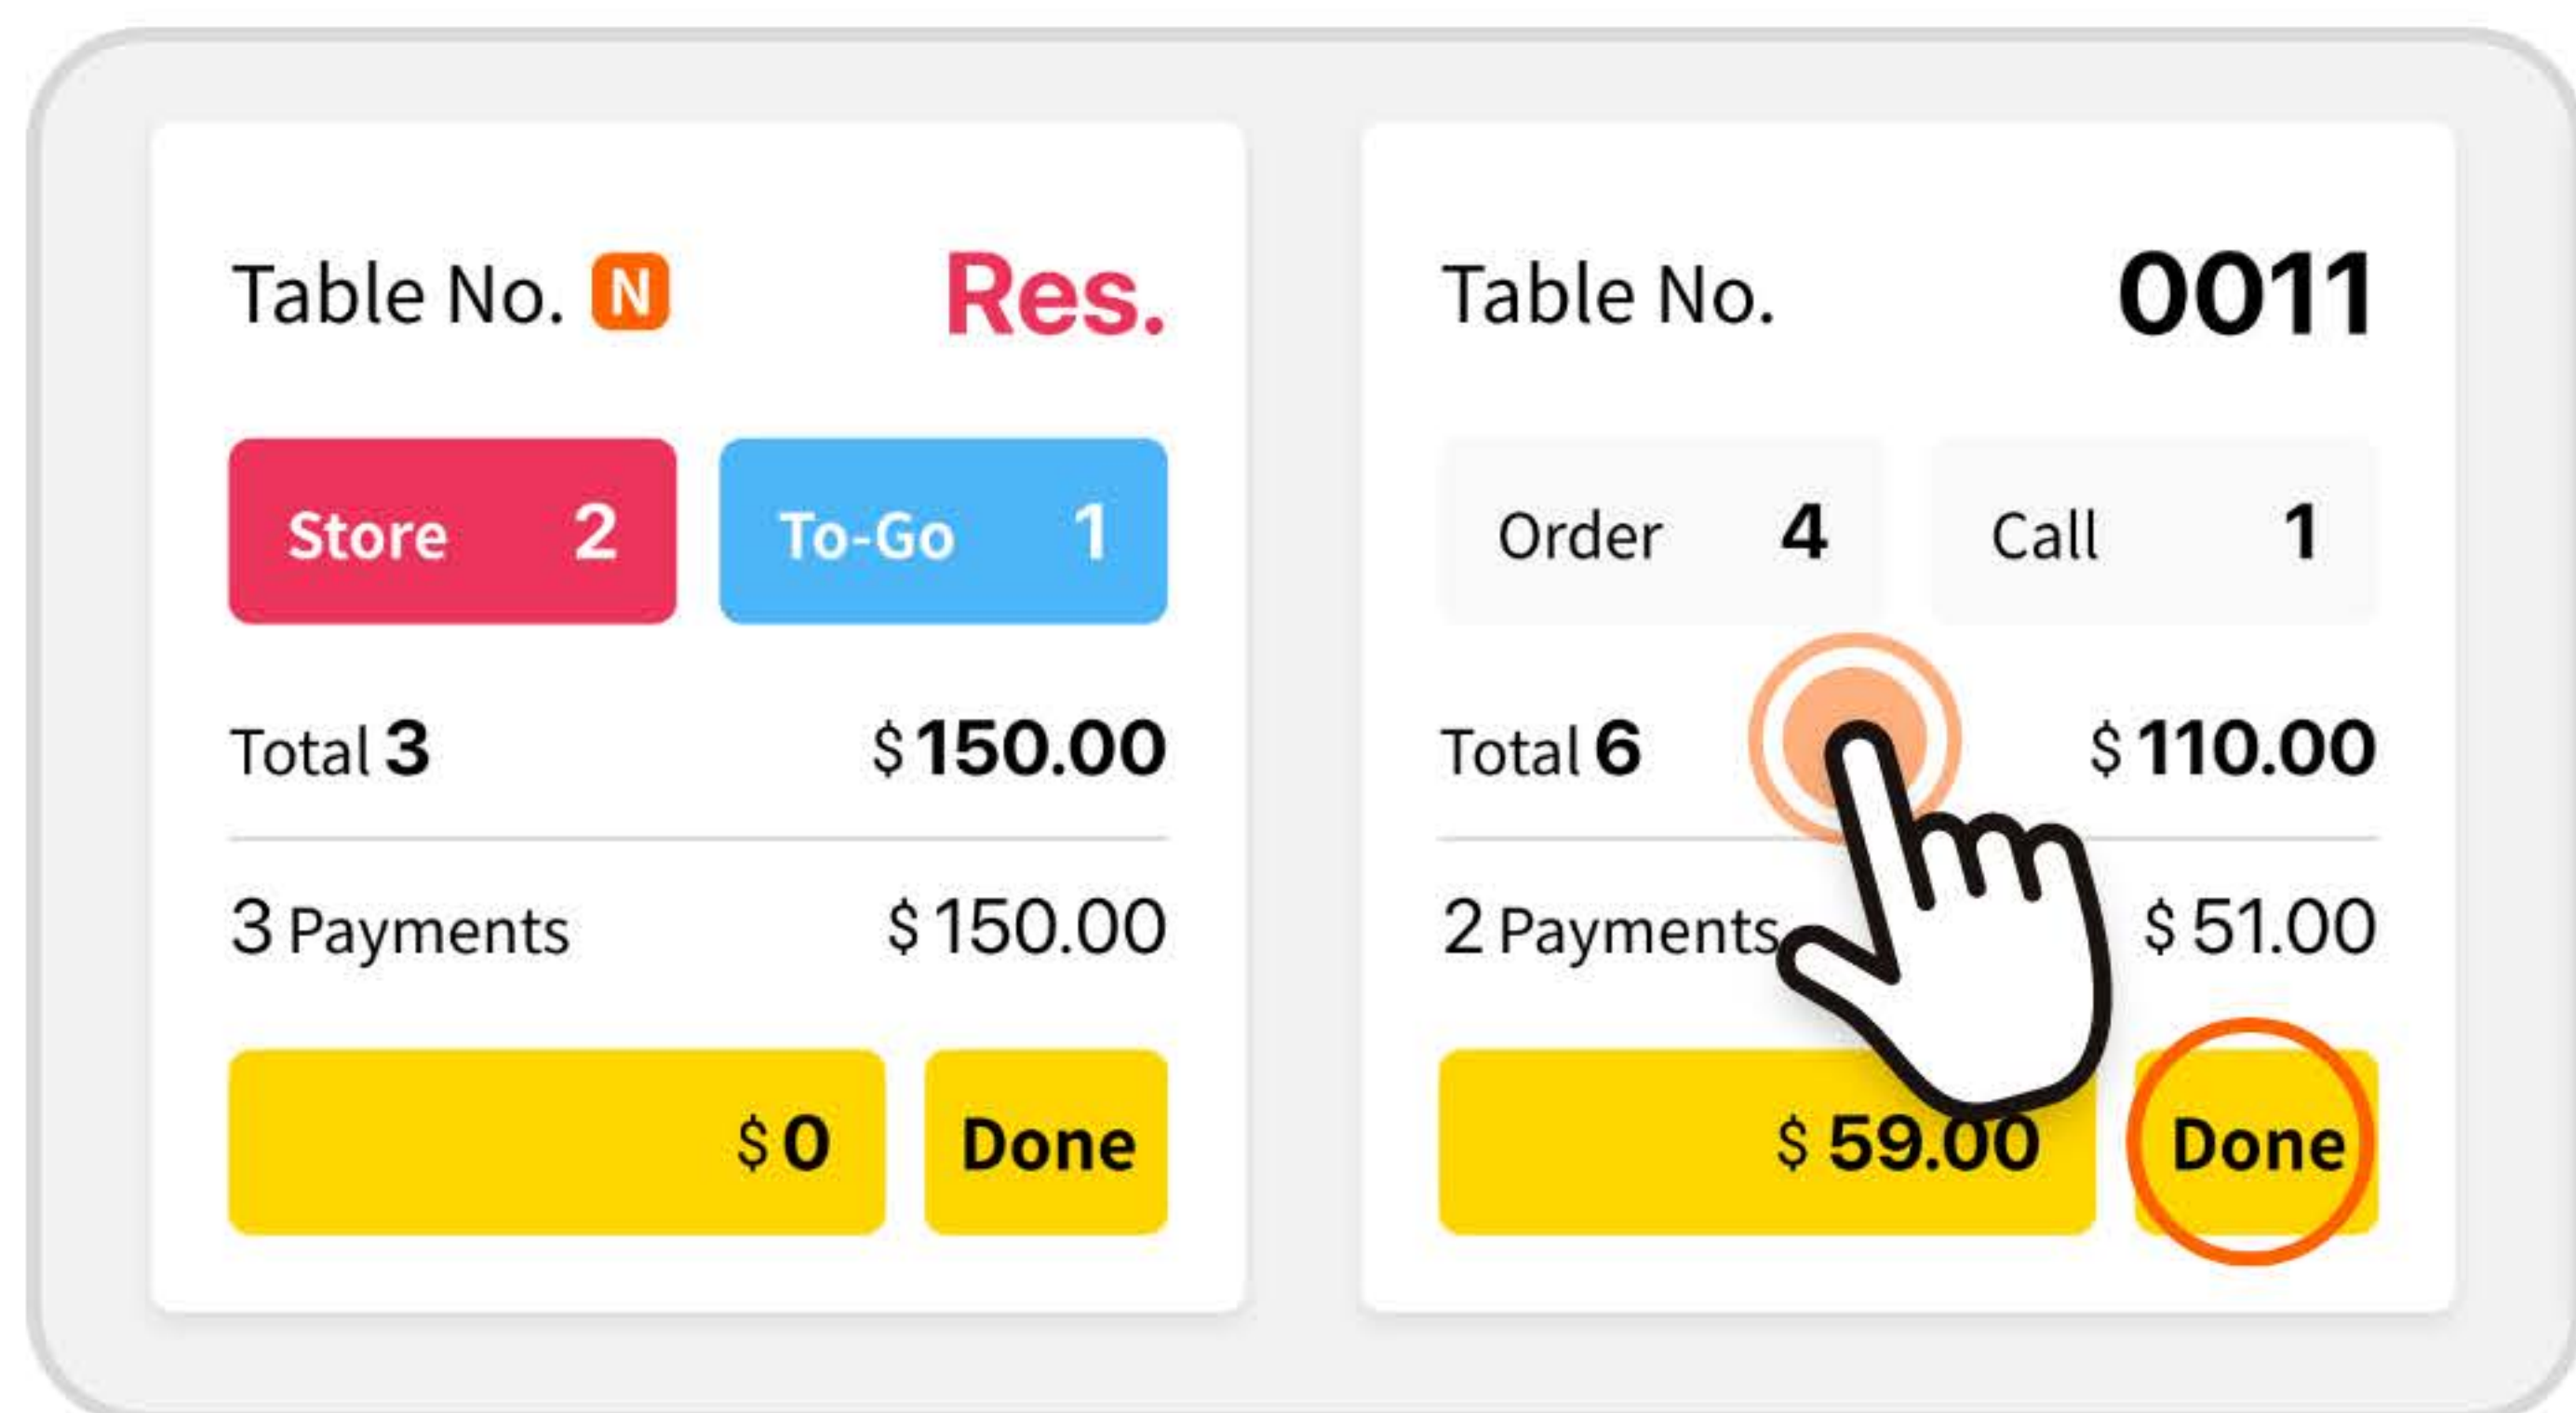 Table No. N Res.
Store 2 To-Go 1
Total 3 $ 150.00
3 Payments $ 150.00
$ 0 Done
Table No. 0011
Order 4 Call 1
Total 6 $ 110.00
2 Payments $ 51.00
$ 59.00 Done